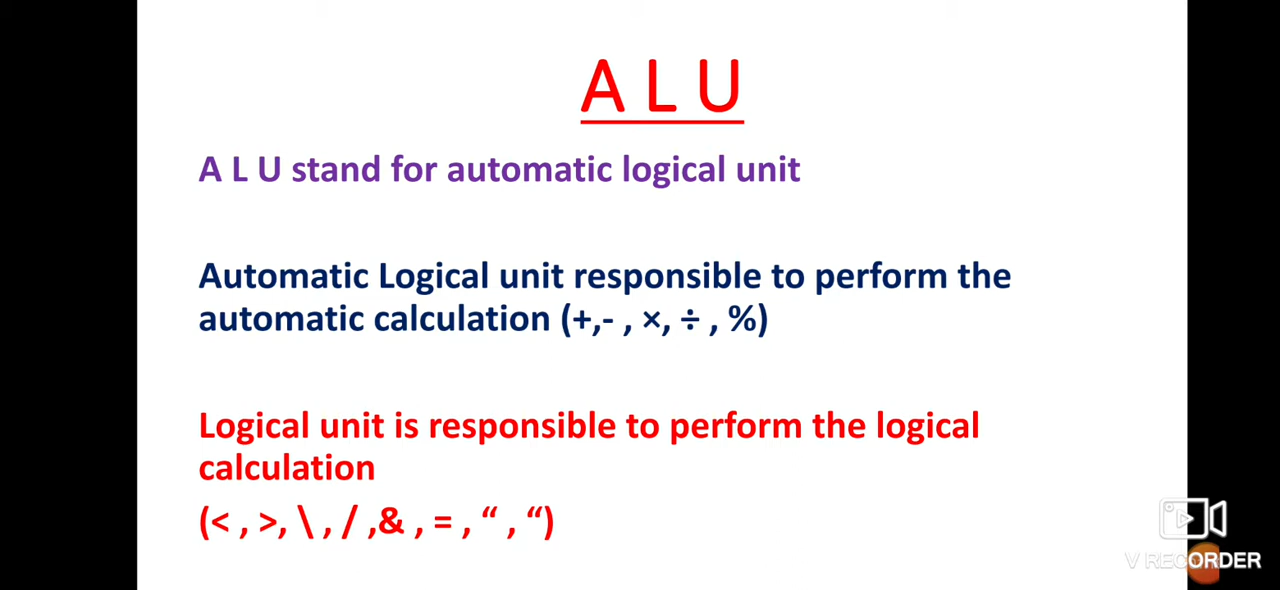 A L U
A L U stand for automatic logical unit
Automatic Logical unit responsible to perform the
automatic calculation (+,- , ×, ÷ , %)
Logical unit is responsible to perform the logical
calculation
(< , >, \ , / ,& , = , “ , “)
V RECORDER